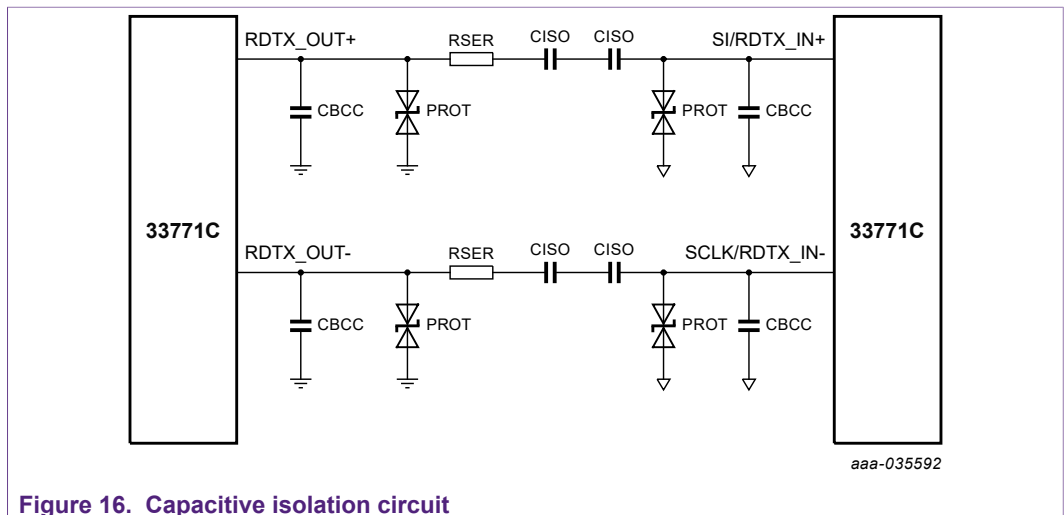 RDTX_OUT+ RSER CISO CISO SI/RDTX_IN+
CBCC PROT PROT CBCC
33771C 33771C
RDTX_OUT- RSER CISO CISO SCLK/RDTX_IN-
CBCC PROT PROT CBCC
aaa-035592
Figure 16. Capacitive isolation circuit